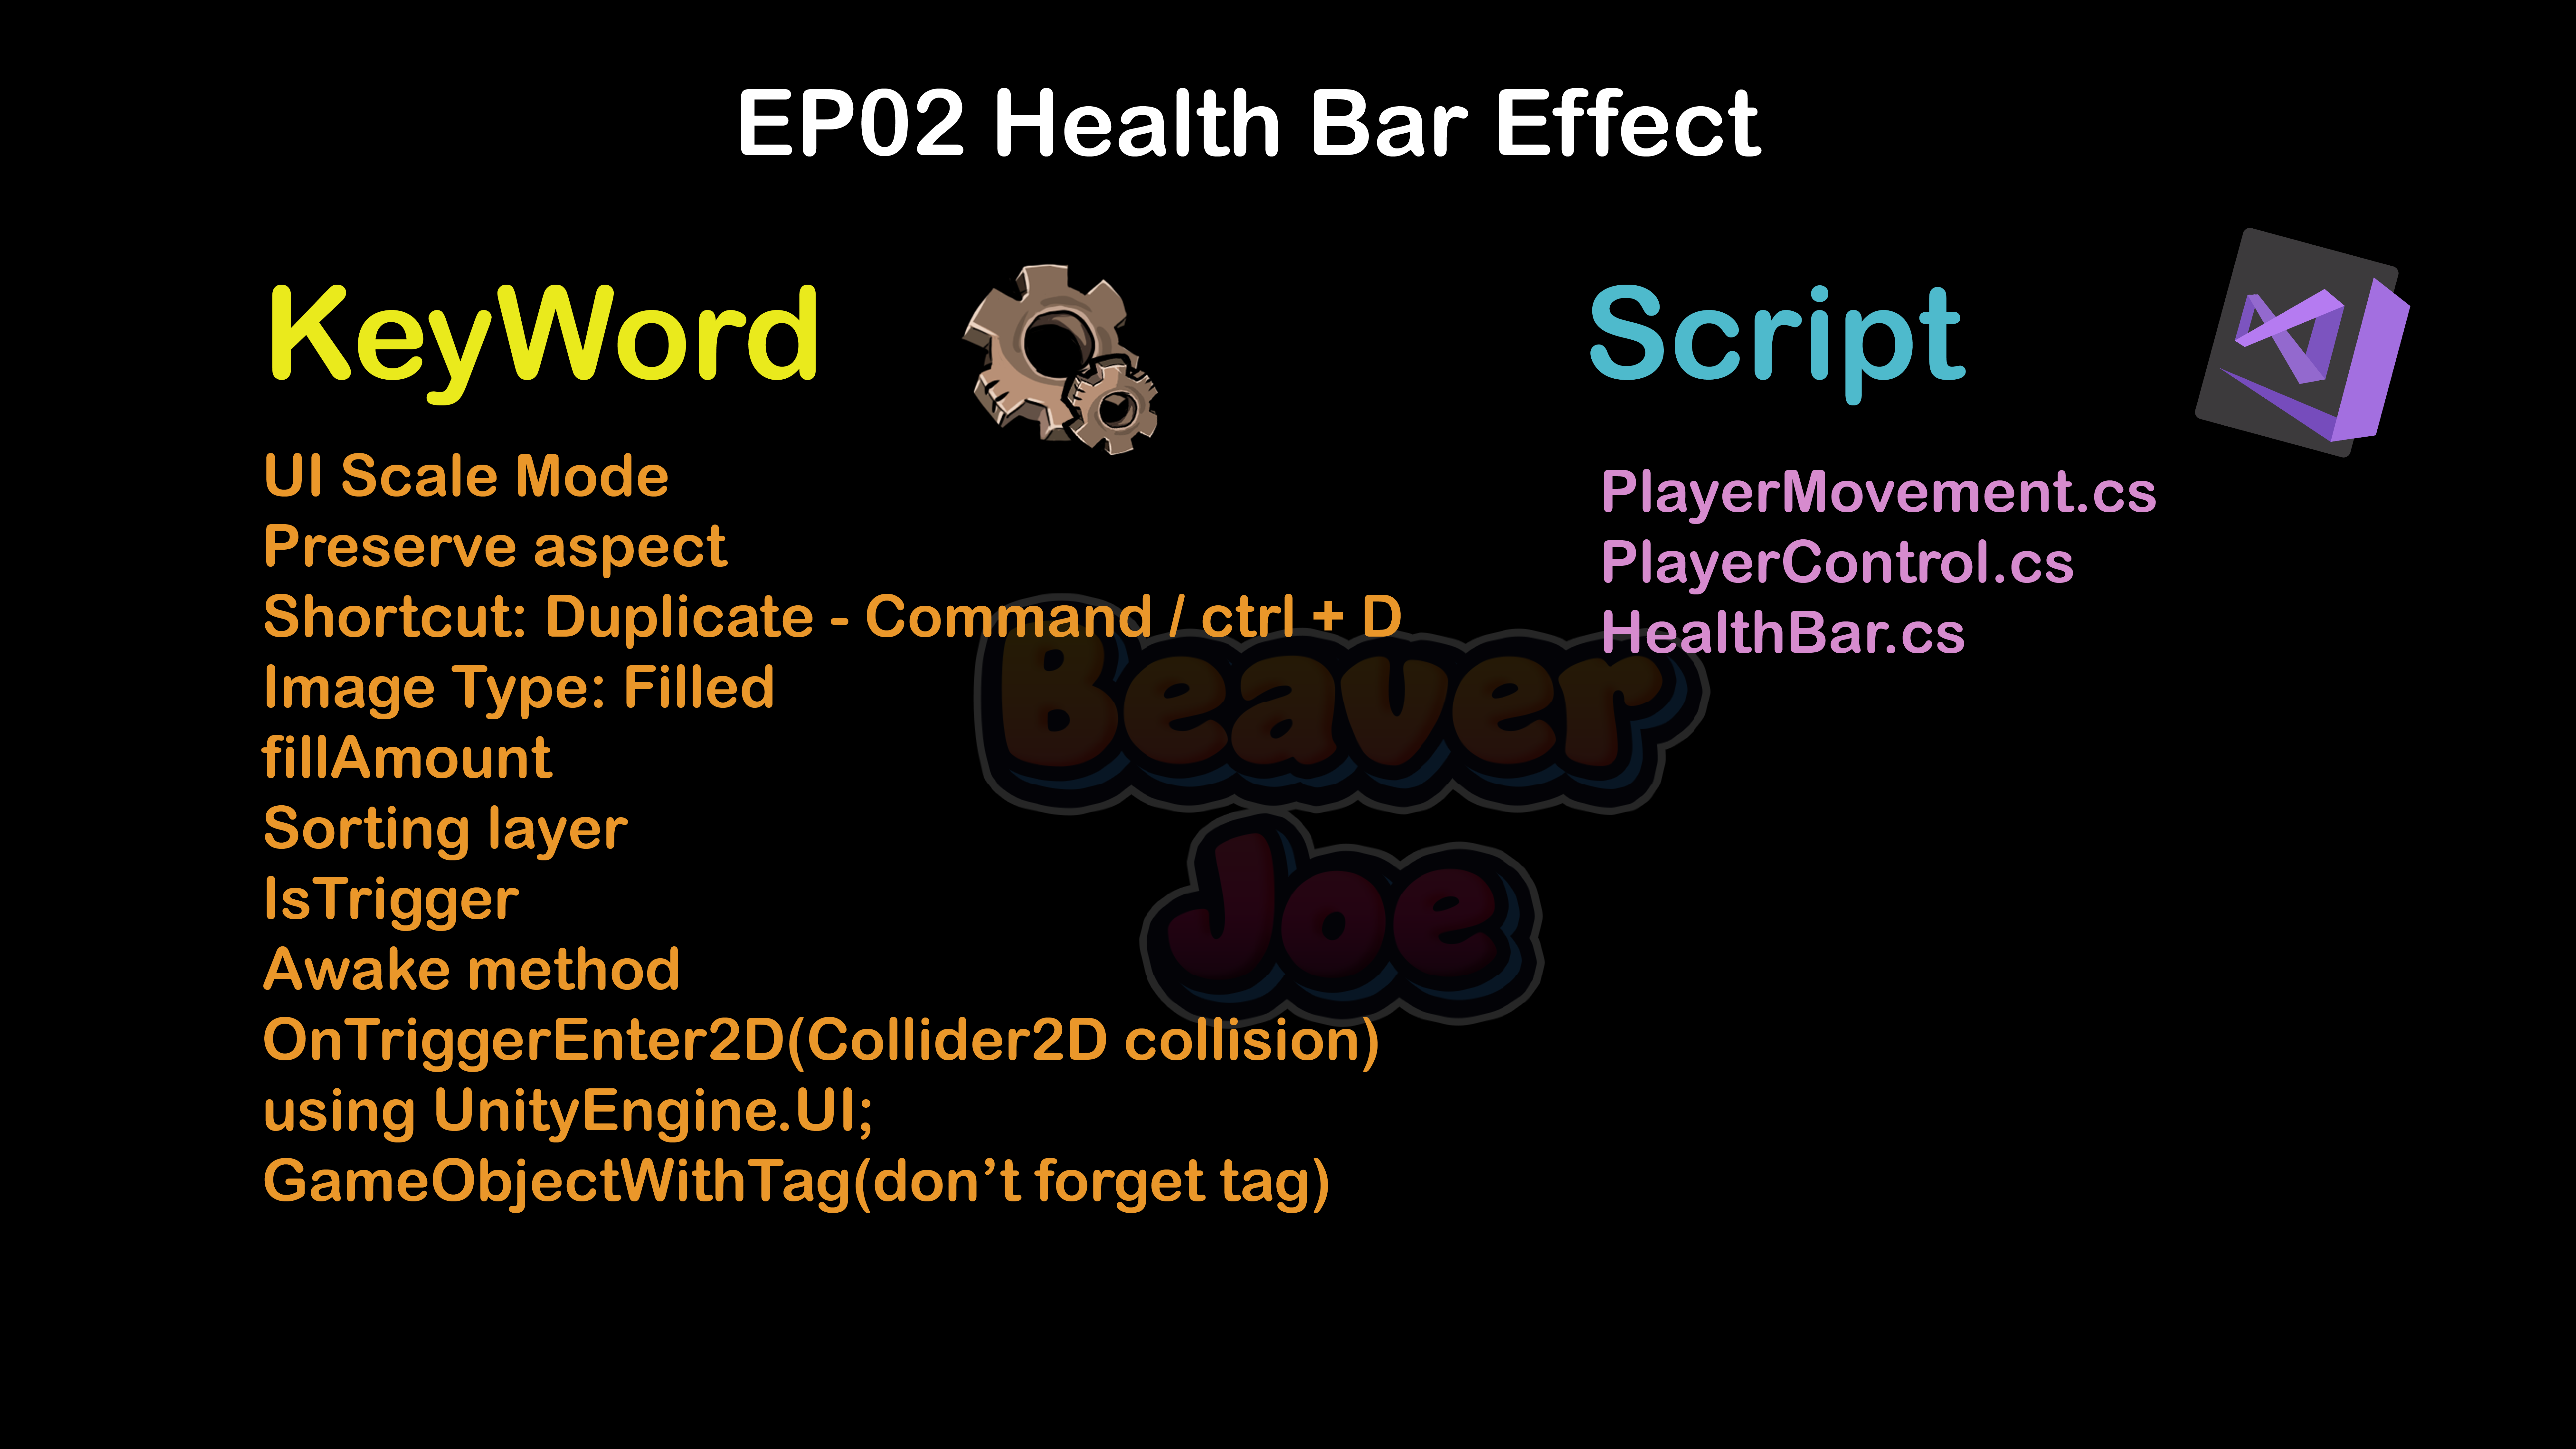 EP02 Health Bar Effect
KeyWord
UI Scale Mode
Preserve aspect
Shortcut: Duplicate - Command / ctrl + D
Image Type: Filled
fillAmount
Sorting layer
IsTrigger
Awake method
OnTriggerEnter2D(Collider2D collision)
using UnityEngine.UI;
GameObjectWithTag(don’t forget tag)
Script
PlayerMovement.cs
PlayerControl.cs
HealthBar.cs
Beaver
Joe